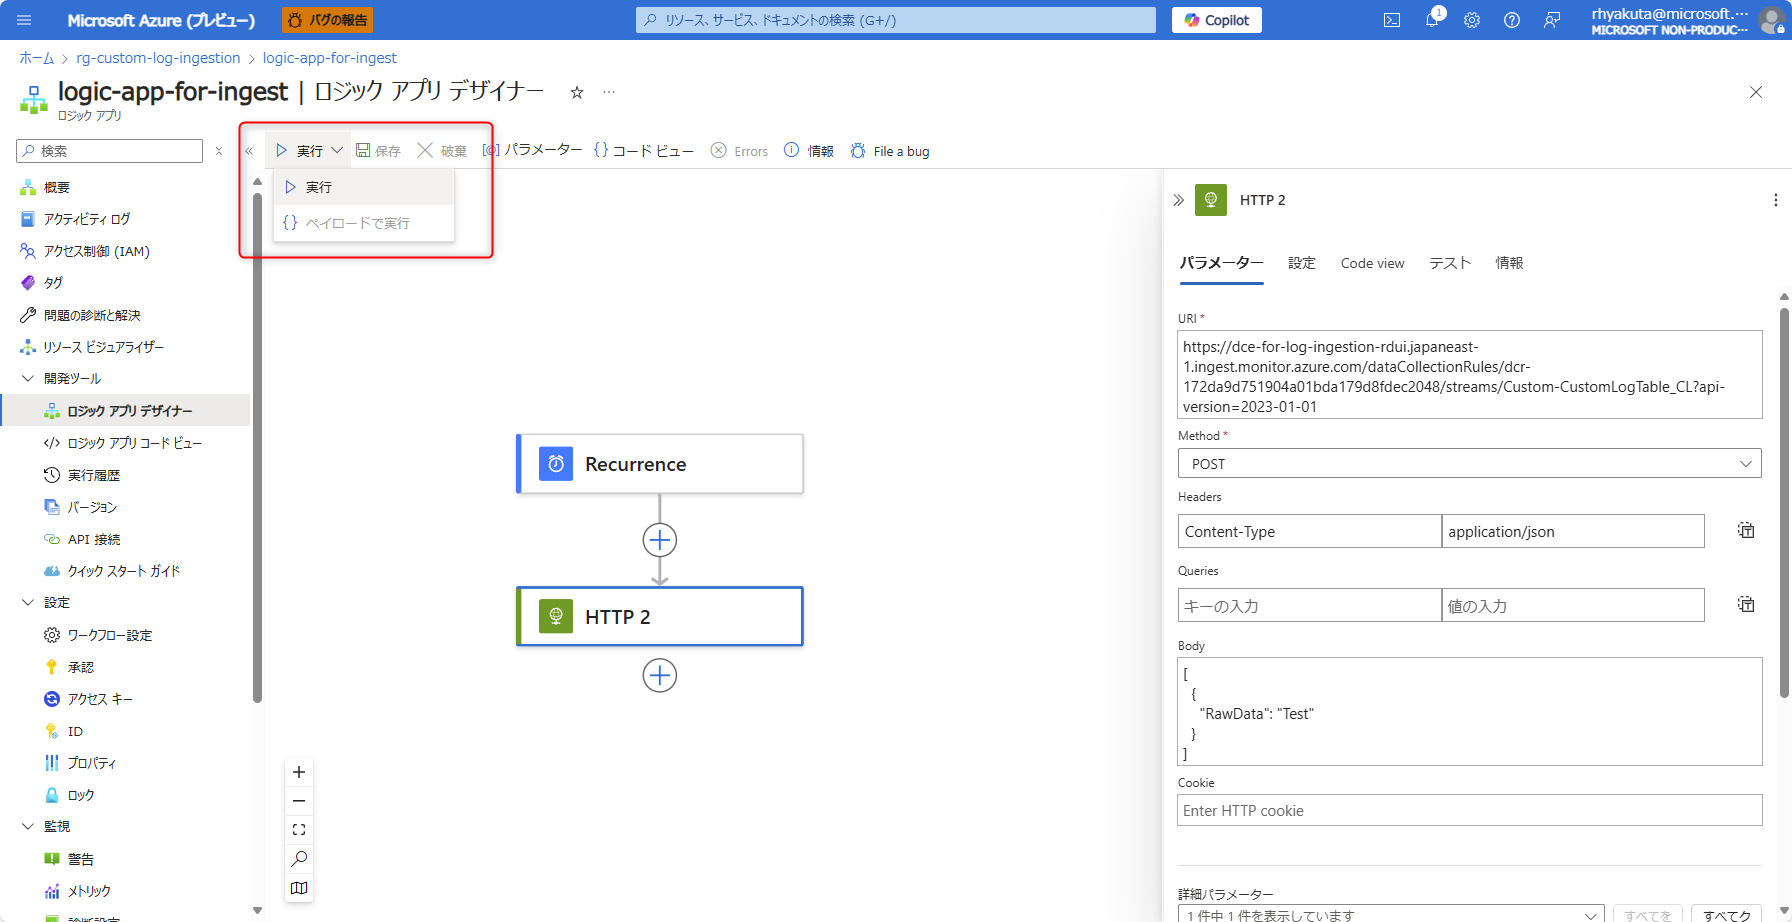 Microsoft Azure (プレビュー)
バグの報告
リソース、サービス、ドキュメントの検索 (G+/)
Copilot
1
rhyakuta@microsoft.…
MICROSOFT NON-PRODUC…
ホーム > rg-custom-log-ingestion > logic-app-for-ingest
logic-app-for-ingest | ロジック アプリ デザイナー
ロジック アプリ
検索
概要
アクティビティ ログ
アクセス制御 (IAM)
タグ
問題の診断と解決
リソース ビジュアライザー
開発ツール
ロジック アプリ デザイナー
ロジック アプリ コード ビュー
実行履歴
バージョン
API 接続
クイック スタート ガイド
設定
ワークフロー設定
承認
アクセス キー
ID
プロパティ
ロック
監視
警告
メトリック
診断設定
実行 保存 破棄 パラメーター コード ビュー Errors 情報 File a bug
実行
ペイロードで実行
Recurrence
HTTP 2
HTTP 2
パラメーター 設定 Code view テスト 情報
URI *
https://dce-for-log-ingestion-rdui.japaneast-
1.ingest.monitor.azure.com/dataCollectionRules/dcr-
172da9d751904a01bda179d8fdec2048/streams/Custom-CustomLogTable_CL?api-
version=2023-01-01
Method *
POST
Headers
Content-Type application/json
Queries
キーの入力 値の入力
Body
[
{
"RawData": "Test"
}
]
Cookie
Enter HTTP cookie
詳細パラメーター
1 件中 1 件を表示しています すべてを すべてク